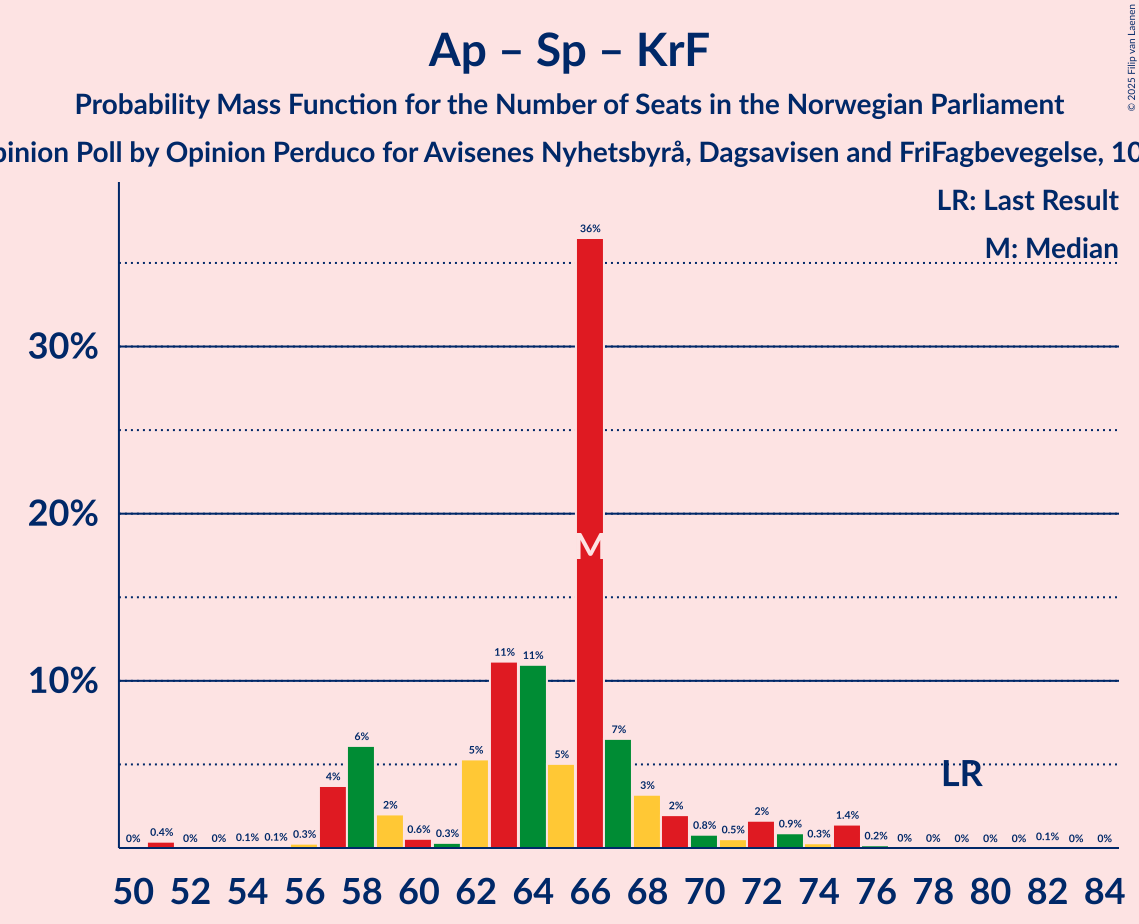 Ap – Sp – KrF
Probability Mass Function for the Number of Seats in the Norwegian Parliament
pinion Poll by Opinion Perduco for Avisenes Nyhetsbyrå, Dagsavisen and FriFagbevegelse, 10
© 2025 Filip van Laenen
LR: Last Result
M: Median
36%
30%
20%
M
11% 11%
10%
7%
6%
5% 5%
LR
4%
3%
2% 2% 2%
1.4%
0% 0.4% 0% 0% 0.1% 0.1% 0.3% 0.6% 0.3% 0.8% 0.5% 0.9% 0.3% 0.2% 0% 0% 0% 0% 0% 0.1% 0% 0%
50 52 54 56 58 60 62 64 66 68 70 72 74 76 78 80 82 84